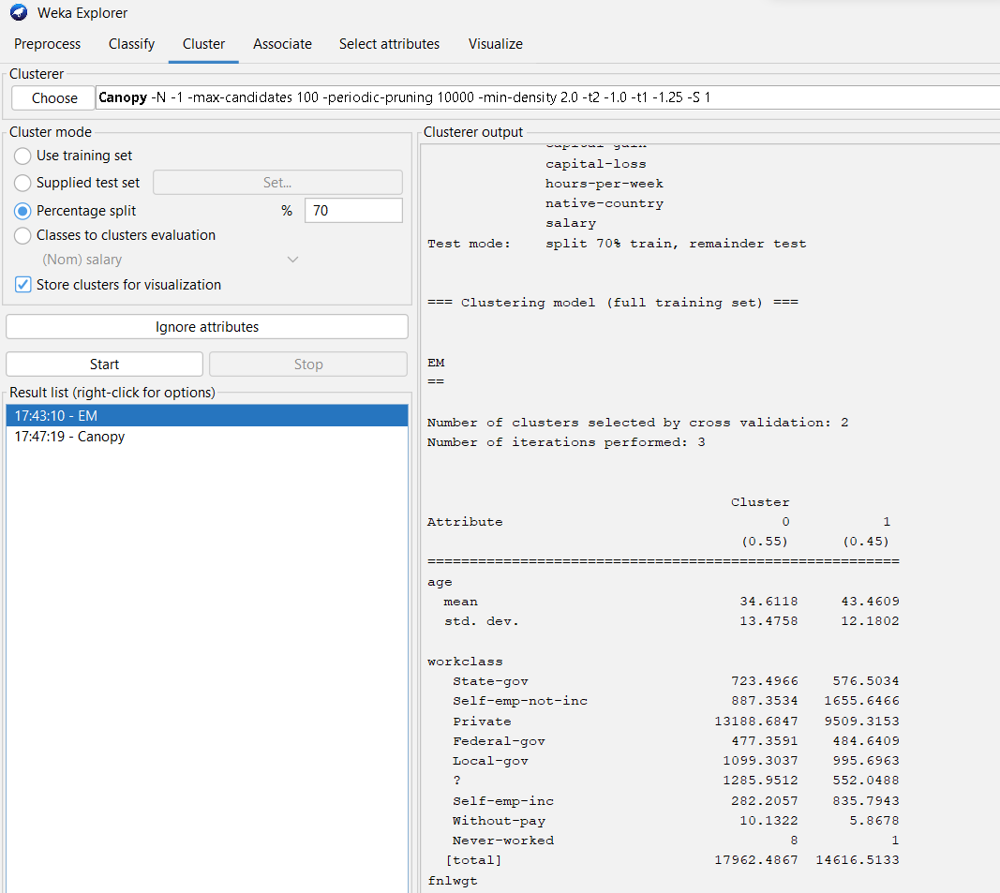 Weka Explorer
Preprocess Classify Cluster Associate Select attributes Visualize
Clusterer
Choose Canopy -N -1 -max-candidates 100 -periodic-pruning 10000 -min-density 2.0 -t2 -1.0 -t1 -1.25 -S 1
Cluster mode
Use training set
Supplied test set Set...
Percentage split % 70
Classes to clusters evaluation
(Nom) salary
Store clusters for visualization
Ignore attributes
Start Stop
Result list (right-click for options)
17:43:10 - EM
17:47:19 - Canopy
Clusterer output
capital-gain
capital-loss
hours-per-week
native-country
salary
Test mode: split 70% train, remainder test
=== Clustering model (full training set) ===
EM
==
Number of clusters selected by cross validation: 2
Number of iterations performed: 3
Cluster
Attribute 0 1
(0.55) (0.45)
========================================================
age
mean 34.6118 43.4609
std. dev. 13.4758 12.1802
workclass
State-gov 723.4966 576.5034
Self-emp-not-inc 887.3534 1655.6466
Private 13188.6847 9509.3153
Federal-gov 477.3591 484.6409
Local-gov 1099.3037 995.6963
? 1285.9512 552.0488
Self-emp-inc 282.2057 835.7943
Without-pay 10.1322 5.8678
Never-worked 8 1
[total] 17962.4867 14616.5133
fnlwgt